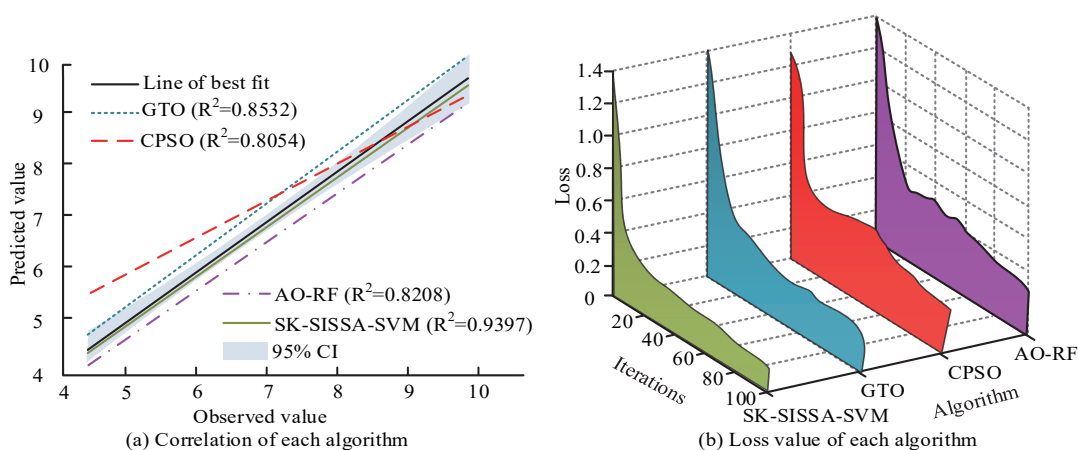 10
9
8
7
6
5
4
Predicted value
Line of best fit
GTO (R²=0.8532)
CPSO (R²=0.8054)
AO-RF (R²=0.8208)
SK-SISSA-SVM (R²=0.9397)
95% CI
4 5 6 7 8 9 10
Observed value
(a) Correlation of each algorithm
1.4
1.2
1.0
0.8
0.6
0.4
0.2
0
Loss
20
40
60
80
100
Iterations
SK-SISSA-SVM
GTO
CPSO
AO-RF
Algorithm
(b) Loss value of each algorithm